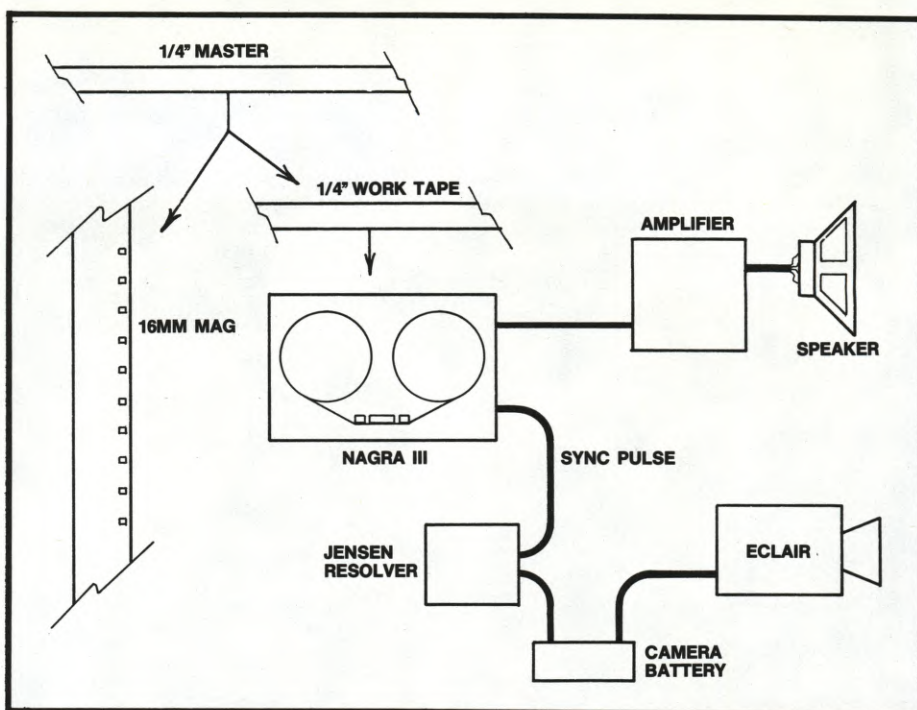 1/4" MASTER
1/4" WORK TAPE
AMPLIFIER
16MM MAG
SPEAKER
NAGRA III
SYNC PULSE
JENSEN
RESOLVER
ECLAIR
CAMERA
BATTERY